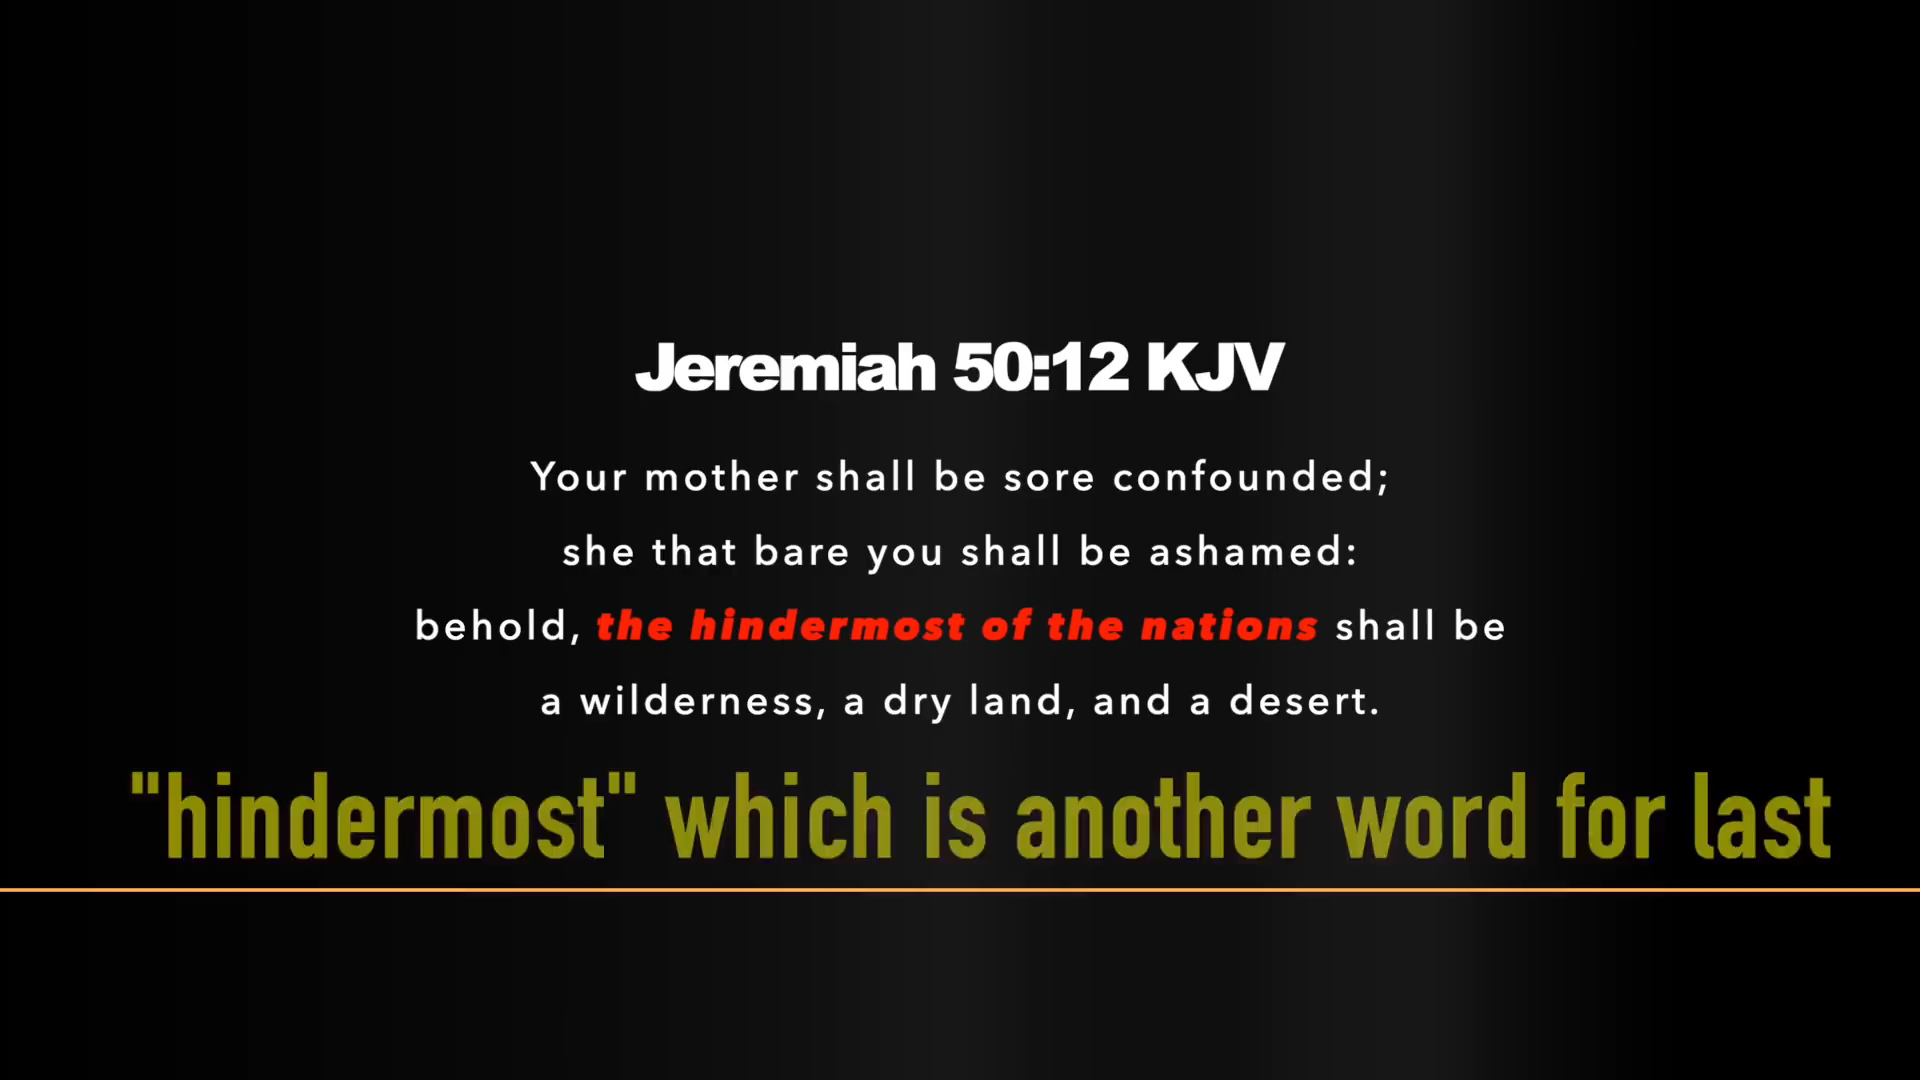 Jeremiah 50:12 KJV
Your mother shall be sore confounded;
she that bare you shall be ashamed:
behold, the hindermost of the nations shall be
a wilderness, a dry land, and a desert.
"hindermost" which is another word for last